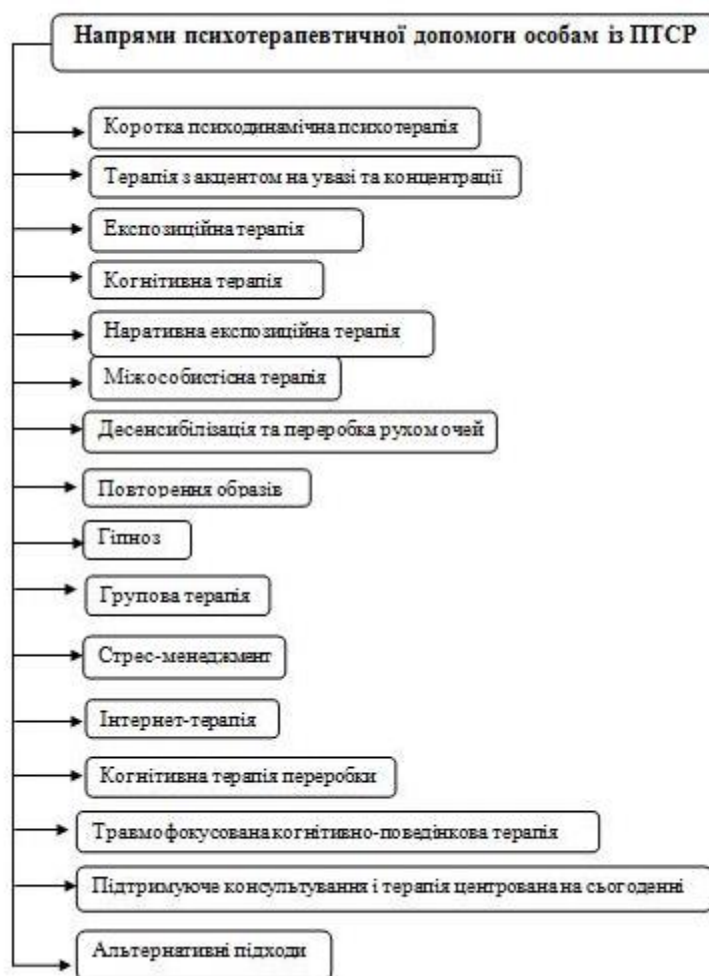 Напрями психотерапевтичної допомоги особам із ПТСР
Коротка психодинамічна психотерапія
Терапія з акцентом на увазі та концентрації
Експозиційна терапія
Когнітивна терапія
Наративна експозиційна терапія
Міжособистісна терапія
Десенсибілізація та переробка рухом очей
Повторення образів
Гіпноз
Групова терапія
Стрес-менеджмент
Інтернет-терапія
Когнітивна терапія переробки
Травмофокусована когнітивно-поведінкова терапія
Підтримуюче консультування і терапія центрована на сьогоденні
Альтернативні підходи